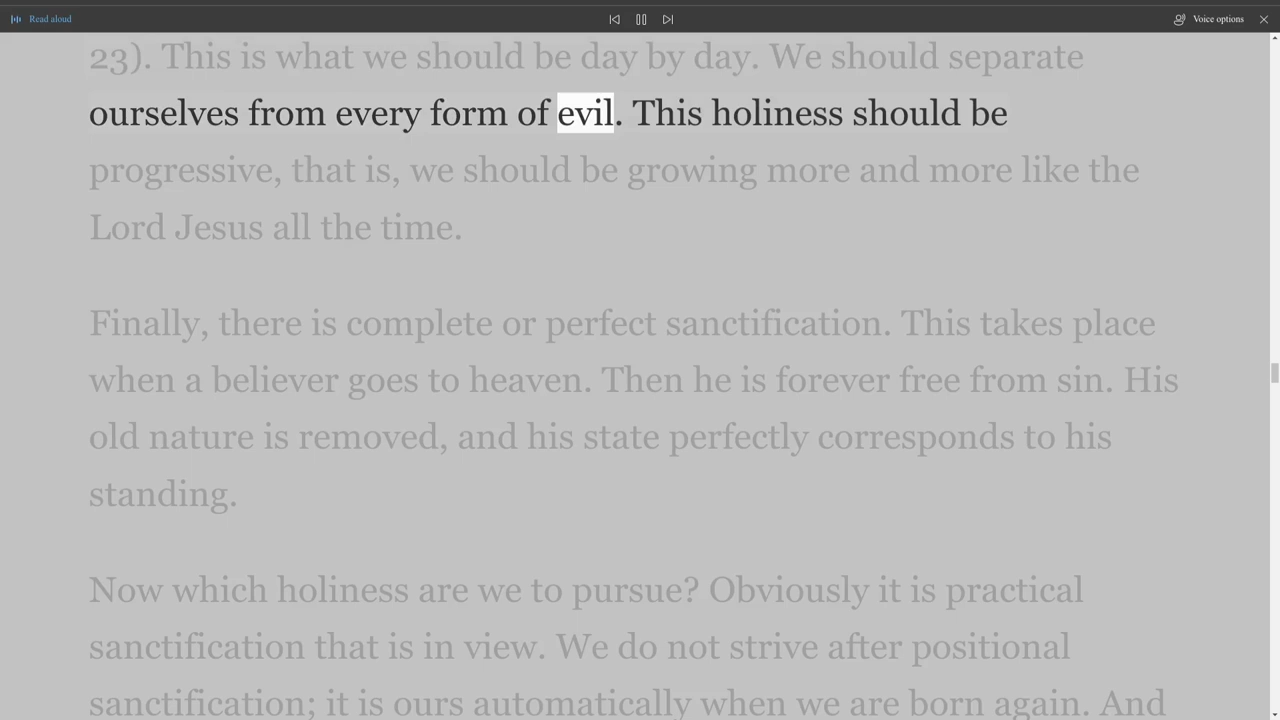 Read aloud
Voice options
23). This is what we should be day by day. We should separate
ourselves from every form of evil. This holiness should be
progressive, that is, we should be growing more and more like the
Lord Jesus all the time.
Finally, there is complete or perfect sanctification. This takes place
when a believer goes to heaven. Then he is forever free from sin. His
old nature is removed, and his state perfectly corresponds to his
standing.
Now which holiness are we to pursue? Obviously it is practical
sanctification that is in view. We do not strive after positional
sanctification; it is ours automatically when we are born again. And